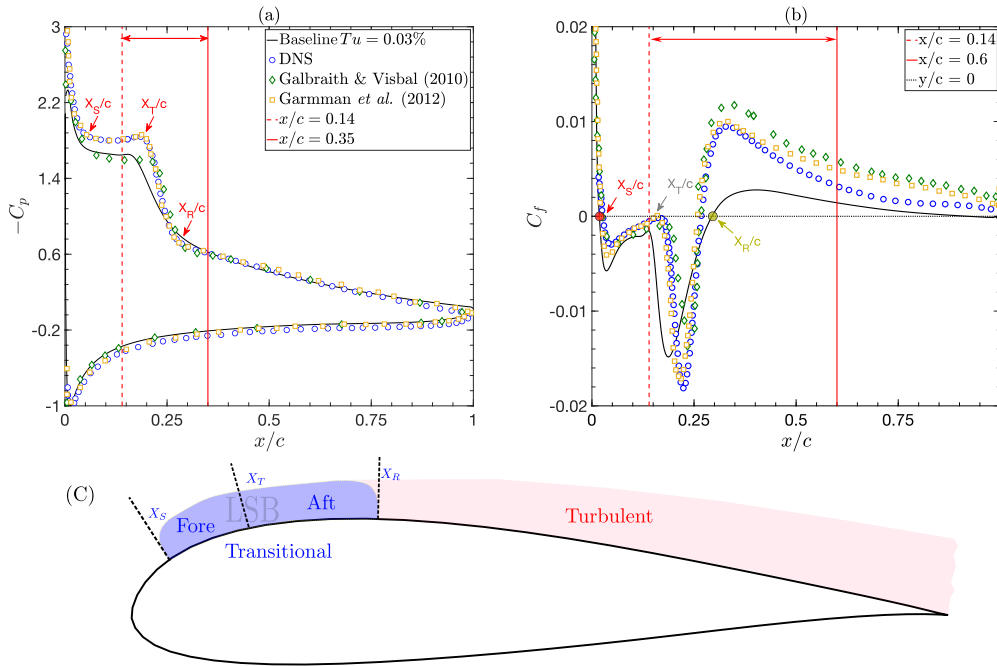 (a)
3
2.2
1.4
0.6
-0.2
-1
−C_p
0
0.25
0.5
0.75
1
x/c
X_S/c
X_T/c
X_R/c
Baseline Tu = 0.03%
DNS
Galbraith & Visbal (2010)
Garmman et al. (2012)
x/c = 0.14
x/c = 0.35
(b)
0.02
0.01
0
-0.01
-0.02
C_f
0
0.25
0.5
0.75
x/c
X_S/c
X_T/c
X_R/c
x/c = 0.14
x/c = 0.6
y/c = 0
(C)
X_S
X_T
X_R
LSB
Fore
Aft
Turbulent
Transitional